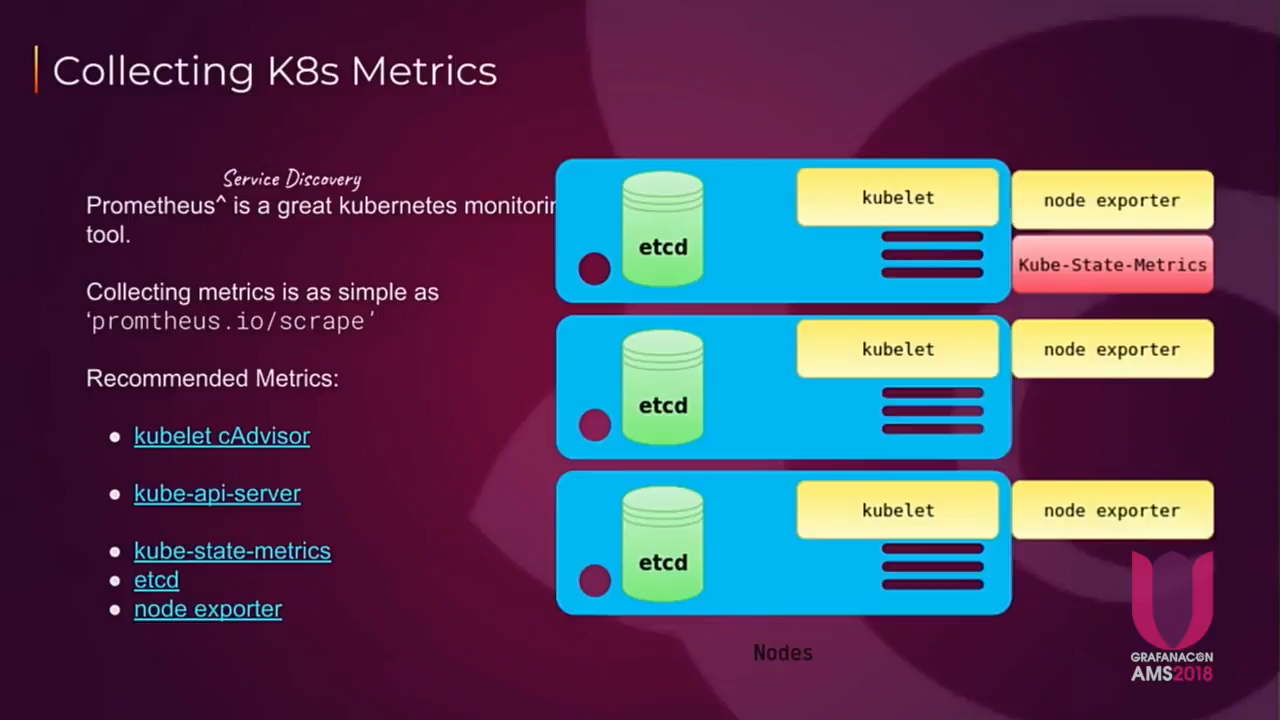 Collecting K8s Metrics
Service Discovery
Prometheus^ is a great kubernetes monitorin
tool.
Collecting metrics is as simple as
‘promtheus.io/scrape’
Recommended Metrics:
● kubelet cAdvisor
● kube-api-server
● kube-state-metrics
● etcd
● node exporter
etcd
kubelet
node exporter
Kube-State-Metrics
etcd
kubelet
node exporter
etcd
kubelet
node exporter
Nodes
GRAFANACON
AMS2018